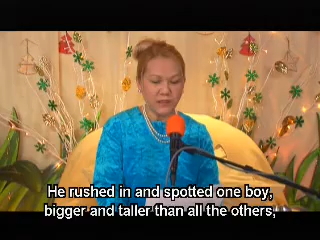 He rushed in and spotted one boy,
bigger and taller than all the others,